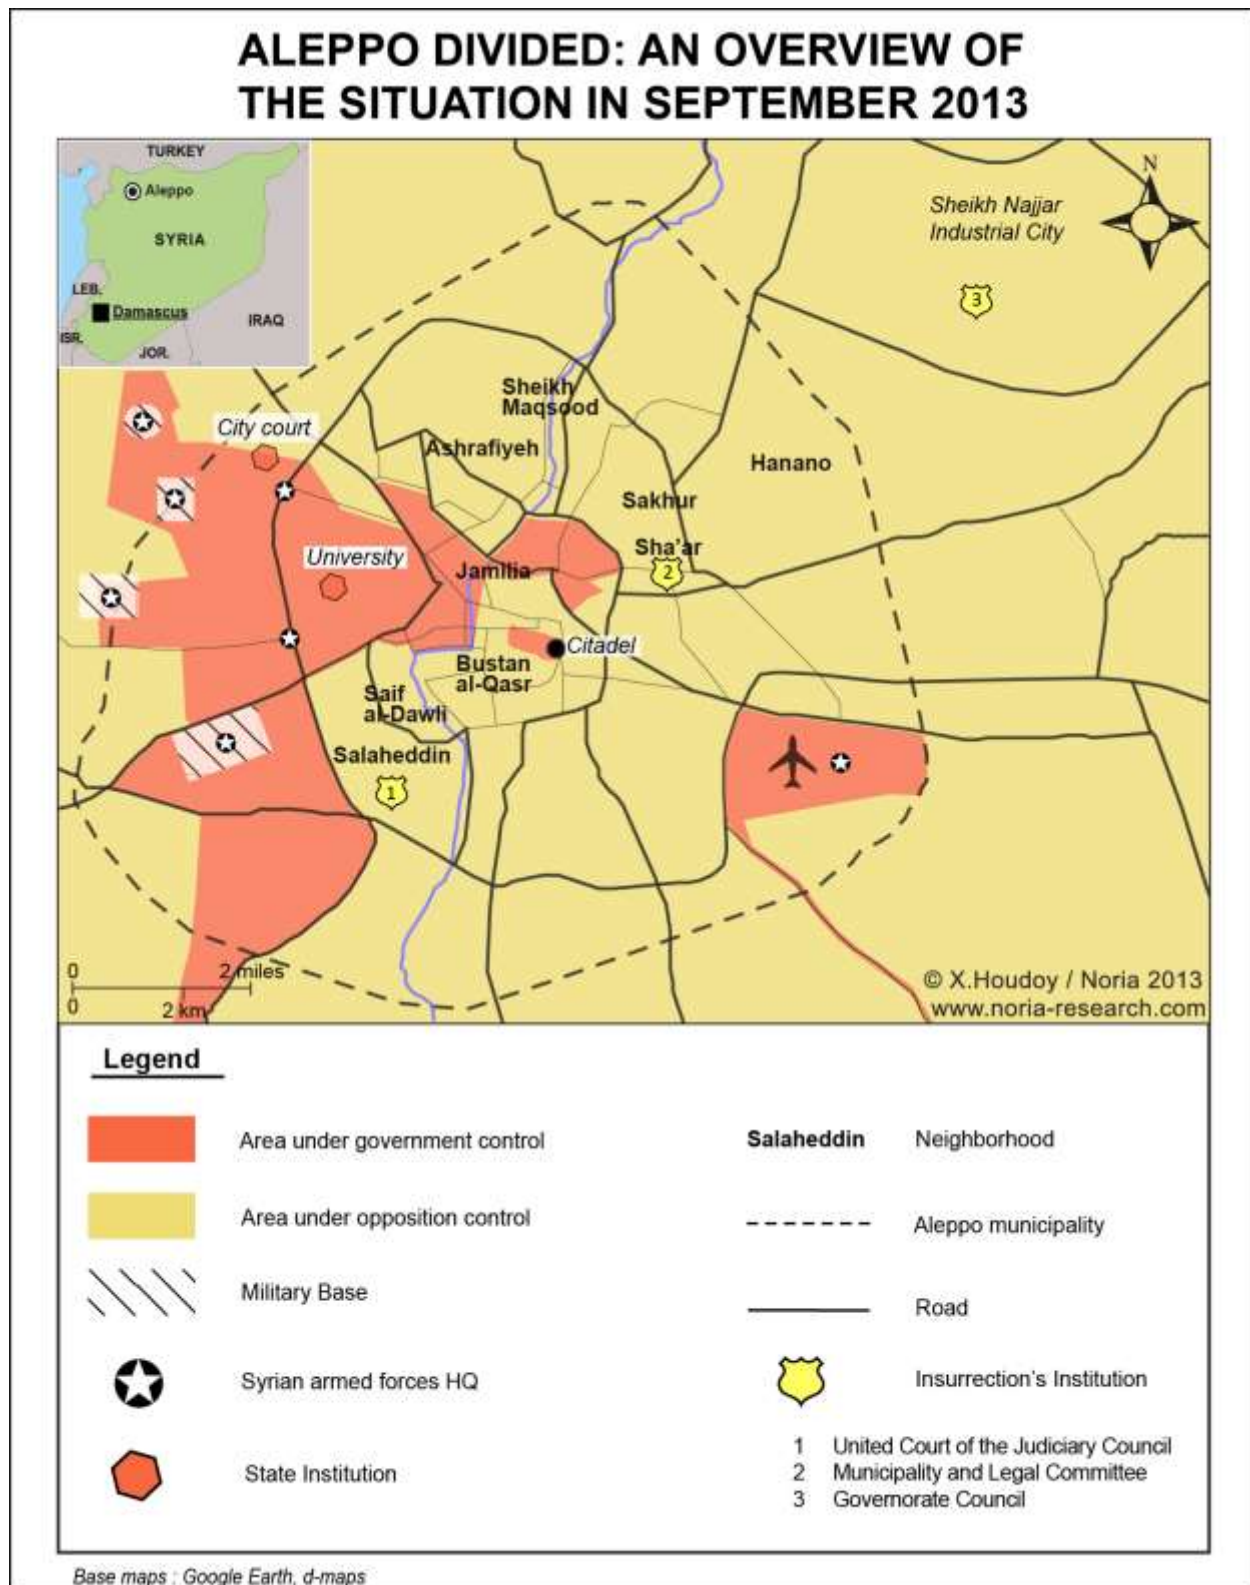 ALEPPO DIVIDED: AN OVERVIEW OF
THE SITUATION IN SEPTEMBER 2013
TURKEY
Aleppo
SYRIA
LEB.
Damascus
ISR.
JOR.
IRAQ
N
Sheikh Najjar
Industrial City
3
Sheikh
Maqsood
City court
Ashrafiyeh
Hanano
Sakhur
University
Sha'ar
2
Jamilia
Citadel
Bustan
al-Qasr
Saif
al-Dawli
Salaheddin
1
0
2 miles
0
2 km
© X.Houdoy / Noria 2013
www.noria-research.com
Legend
Area under government control
Area under opposition control
Military Base
Syrian armed forces HQ
State Institution
Salaheddin Neighborhood
Aleppo municipality
Road
Insurrection's Institution
1 United Court of the Judiciary Council
2 Municipality and Legal Committee
3 Governorate Council
Base maps : Google Earth, d-maps